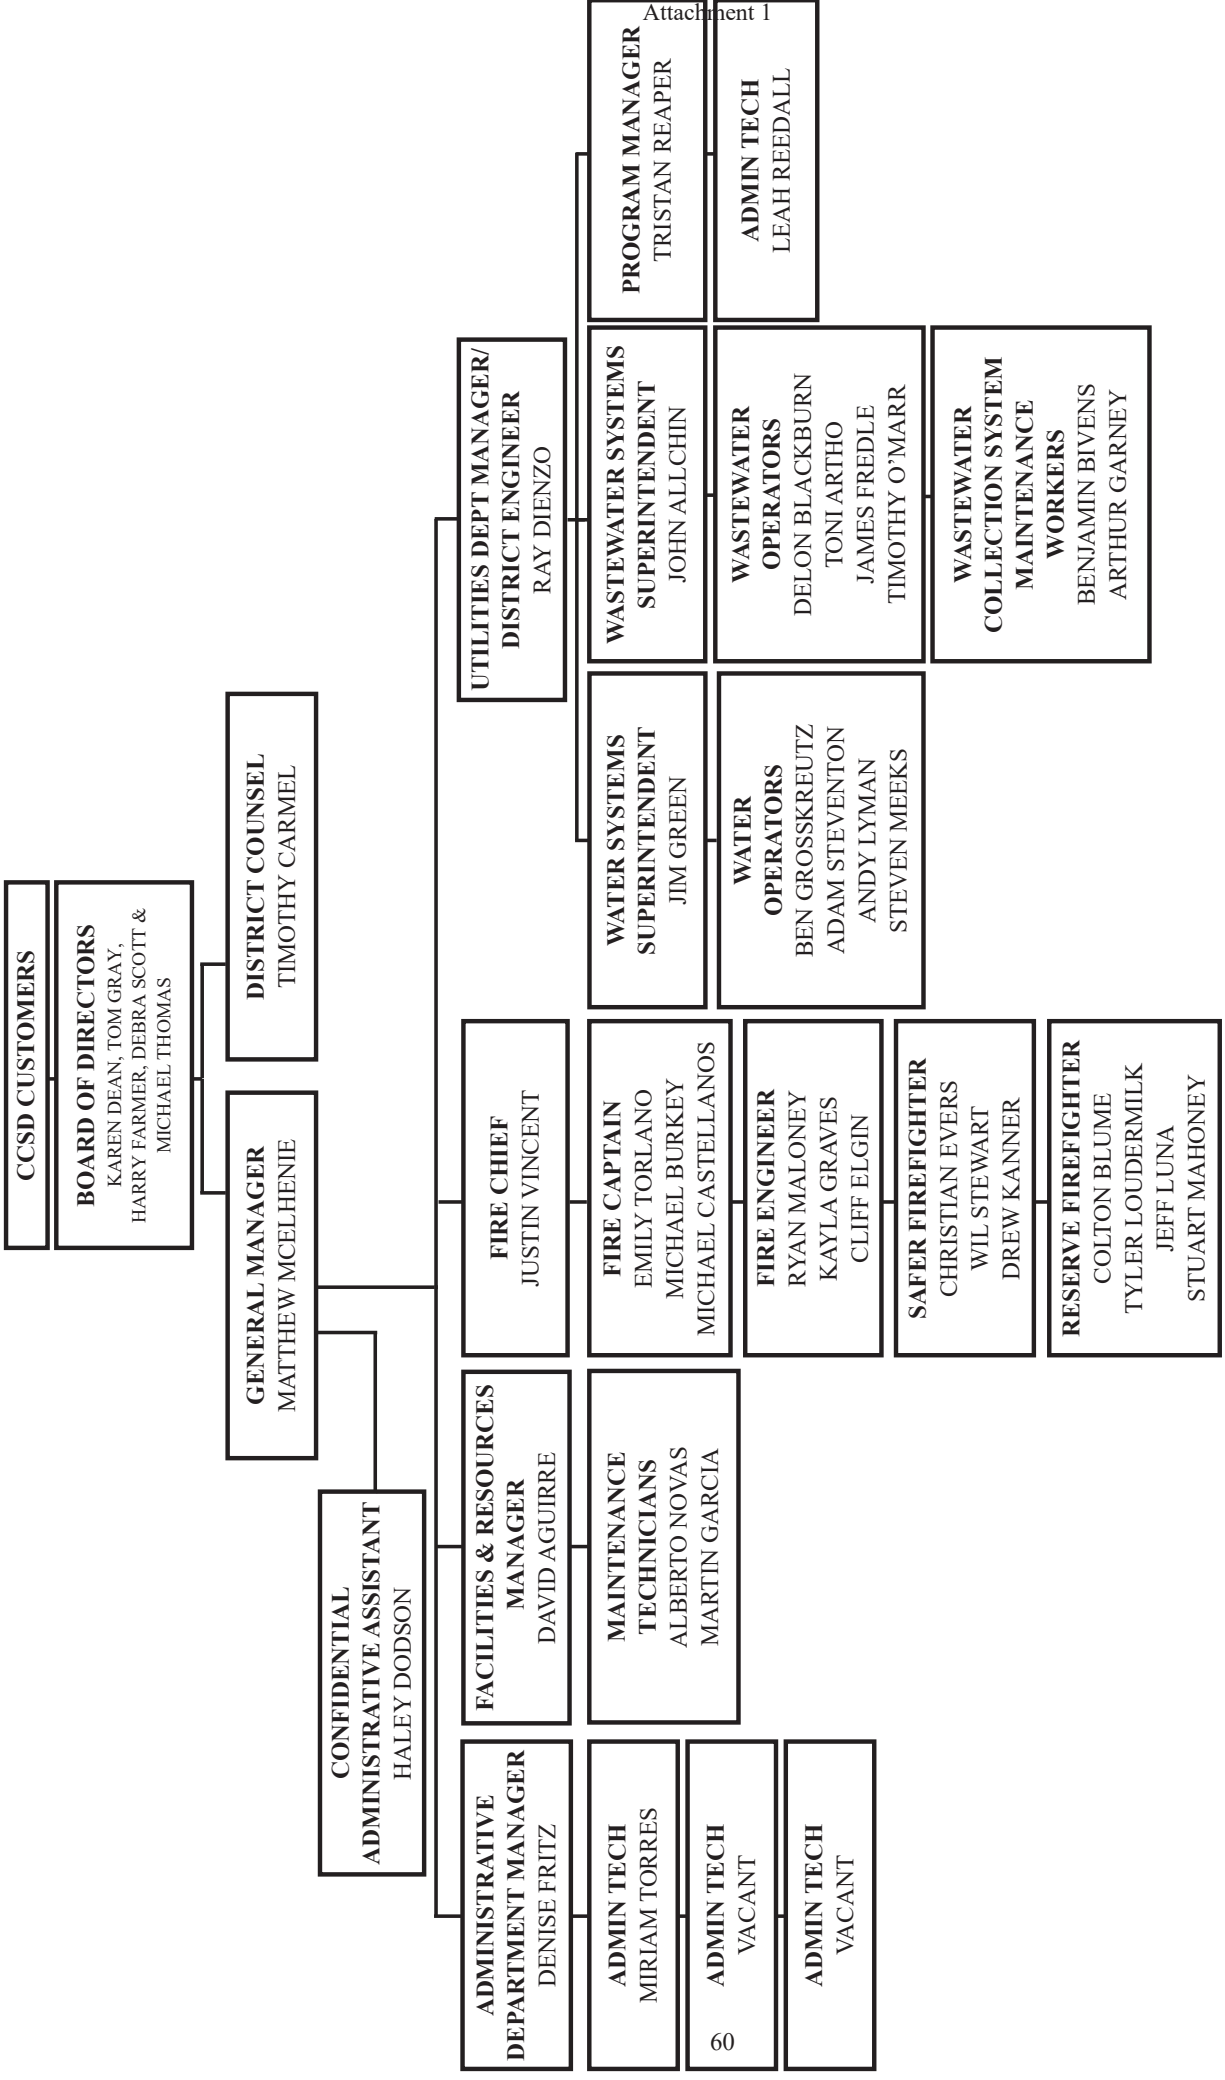 Attachment 1
CCSD CUSTOMERS
BOARD OF DIRECTORS
KAREN DEAN, TOM GRAY,
HARRY FARMER, DEBRA SCOTT &
MICHAEL THOMAS
GENERAL MANAGER
MATTHEW MCELHENIE
DISTRICT COUNSEL
TIMOTHY CARMEL
CONFIDENTIAL
ADMINISTRATIVE ASSISTANT
HALEY DODSON
ADMINISTRATIVE
DEPARTMENT MANAGER
DENISE FRITZ
ADMIN TECH
MIRIAM TORRES
ADMIN TECH
VACANT
ADMIN TECH
VACANT
FACILITIES & RESOURCES
MANAGER
DAVID AGUIRRE
MAINTENANCE
TECHNICIANS
ALBERTO NOVAS
MARTIN GARCIA
FIRE CHIEF
JUSTIN VINCENT
FIRE CAPTAIN
EMILY TORLANO
MICHAEL BURKEY
MICHAEL CASTELLANOS
FIRE ENGINEER
RYAN MALONEY
KAYLA GRAVES
CLIFF ELGIN
SAFER FIREFIGHTER
CHRISTIAN EVERS
WIL STEWART
DREW KANNER
RESERVE FIREFIGHTER
COLTON BLUME
TYLER LOUDERMILK
JEFF LUNA
STUART MAHONEY
UTILITIES DEPT MANAGER/
DISTRICT ENGINEER
RAY DIENZO
WATER SYSTEMS
SUPERINTENDENT
JIM GREEN
WATER
OPERATORS
BEN GROSSKREUTZ
ADAM STEVENTON
ANDY LYMAN
STEVEN MEEKS
WASTEWATER SYSTEMS
SUPERINTENDENT
JOHN ALLCHIN
WASTEWATER
OPERATORS
DELON BLACKBURN
TONI ARTHO
JAMES FREDLE
TIMOTHY O’MARR
WASTEWATER
COLLECTION SYSTEM
MAINTENANCE
WORKERS
BENJAMIN BIVENS
ARTHUR GARNEY
PROGRAM MANAGER
TRISTAN REAPER
ADMIN TECH
LEAH REEDALL
60